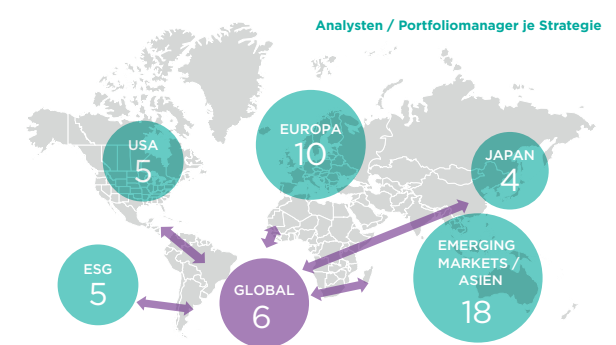 Analysten / Portfoliomanager je Strategie
USA
5
EUROPA
10
JAPAN
4
ESG
5
GLOBAL
6
EMERGING
MARKETS /
ASIEN
18